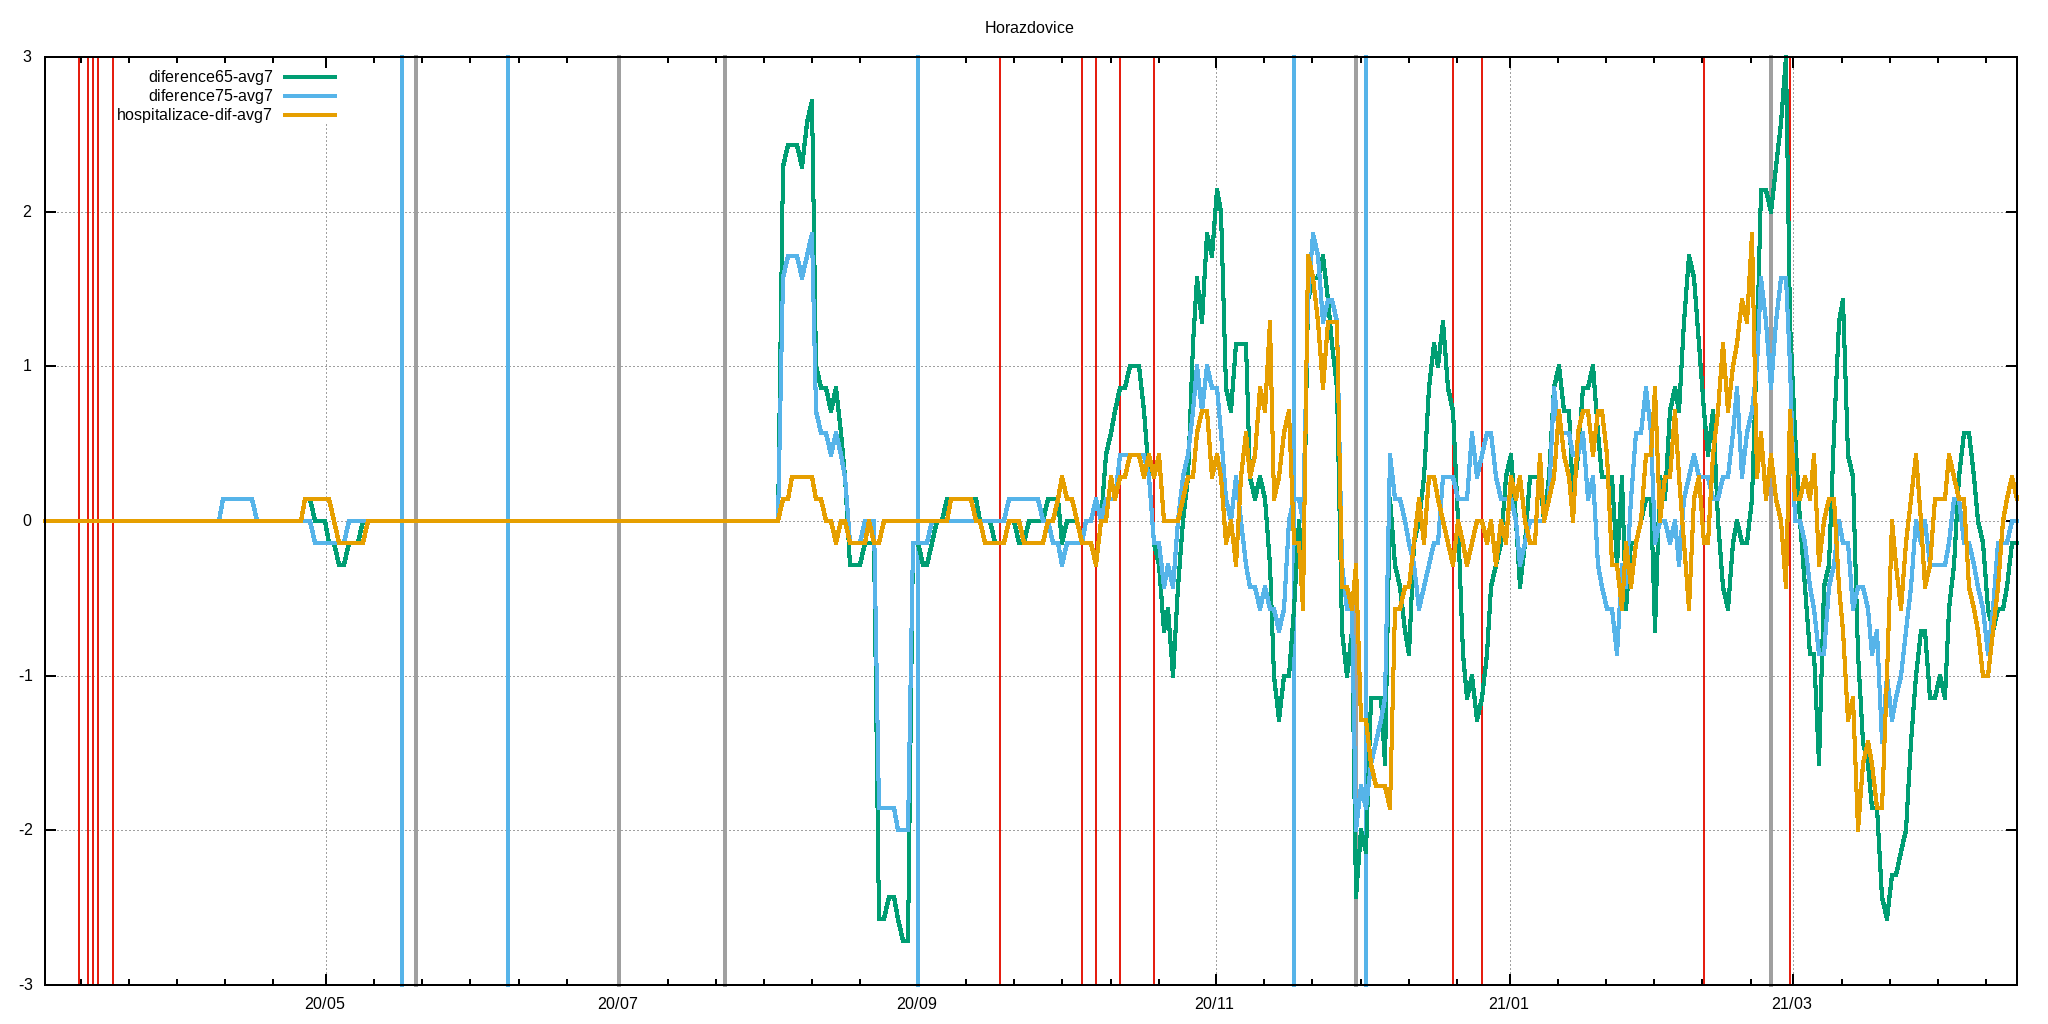 Horazdovice
3
diference65-avg7
diference75-avg7
hospitalizace-dif-avg7
2
1
0
-1
-2
-3
20/05 20/07 20/09 20/11 21/01 21/03